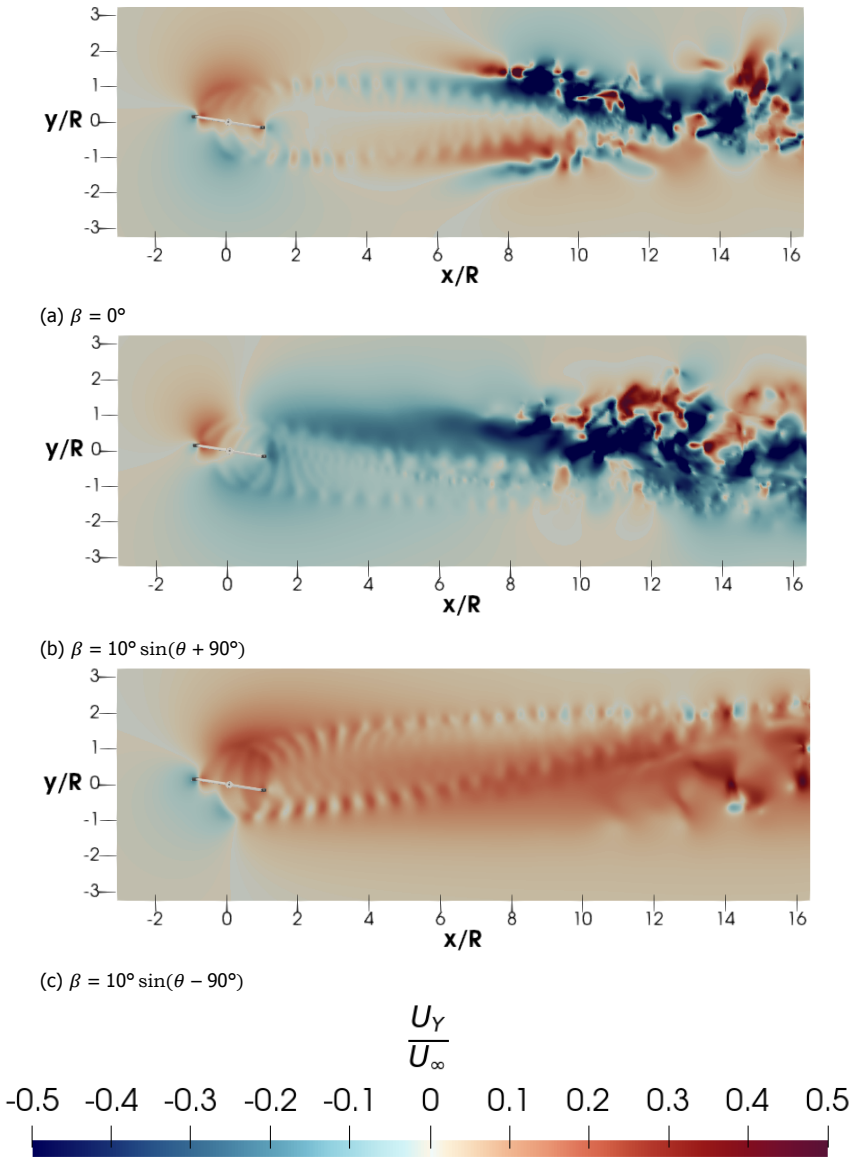 3
2
1
y/R 0
-1
-2
-3
-2 0 2 4 6 8 10 12 14 16
x/R
(a) β = 0°
3
2
1
y/R 0
-1
-2
-3
-2 0 2 4 6 8 10 12 14 16
x/R
(b) β = 10° sin(θ + 90°)
3
2
1
y/R 0
-1
-2
-3
-2 0 2 4 6 8 10 12 14 16
x/R
(c) β = 10° sin(θ − 90°)
U_Y
U_∞
-0.5 -0.4 -0.3 -0.2 -0.1 0 0.1 0.2 0.3 0.4 0.5